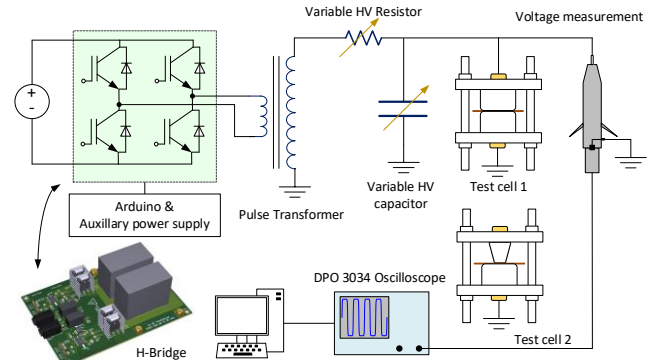 Variable HV Resistor
Voltage measurement
+
-
Arduino &
Auxillary power supply
Pulse Transformer
Variable HV
capacitor
Test cell 1
DPO 3034 Oscilloscope
Test cell 2
H-Bridge